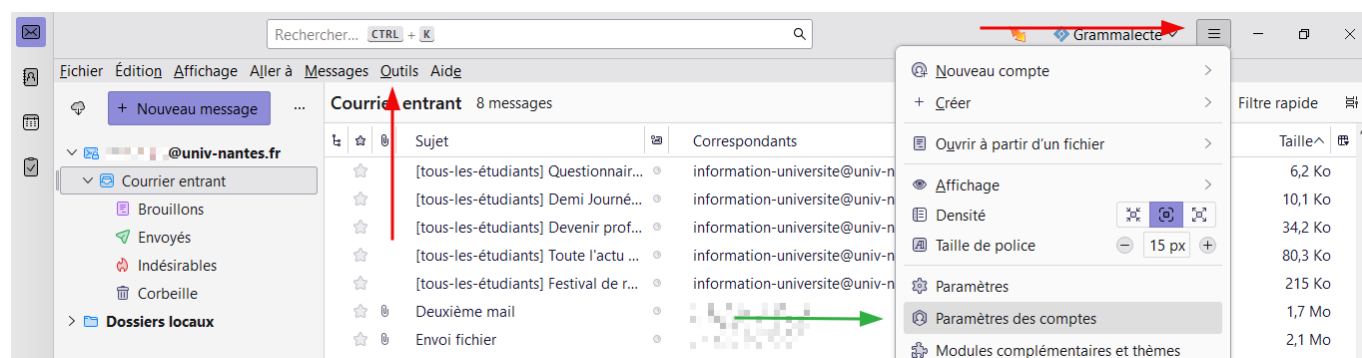 Rechercher... CTRL + K
Grammalecte
Fichier Édition Affichage Aller à Messages Outils Aide
+ Nouveau message ...
@univ-nantes.fr
Courrier entrant
Brouillons
Envoyés
Indésirables
Corbeille
Dossiers locaux
Courrier entrant 8 messages
Filtre rapide
Sujet Correspondants Taille
[tous-les-étudiants] Questionnair... information-universite@univ-n 6,2 Ko
[tous-les-étudiants] Demi Journé... information-universite@univ-n 10,1 Ko
[tous-les-étudiants] Devenir prof... information-universite@univ-n 34,2 Ko
[tous-les-étudiants] Toute l'actu ... information-universite@univ-n 80,3 Ko
[tous-les-étudiants] Festival de r... information-universite@univ-n 215 Ko
Deuxième mail 1,7 Mo
Envoi fichier 2,1 Mo
Nouveau compte
+ Créer
Ouvrir à partir d'un fichier
Affichage
Densité
Taille de police 15 px
Paramètres
Paramètres des comptes
Modules complémentaires et thèmes